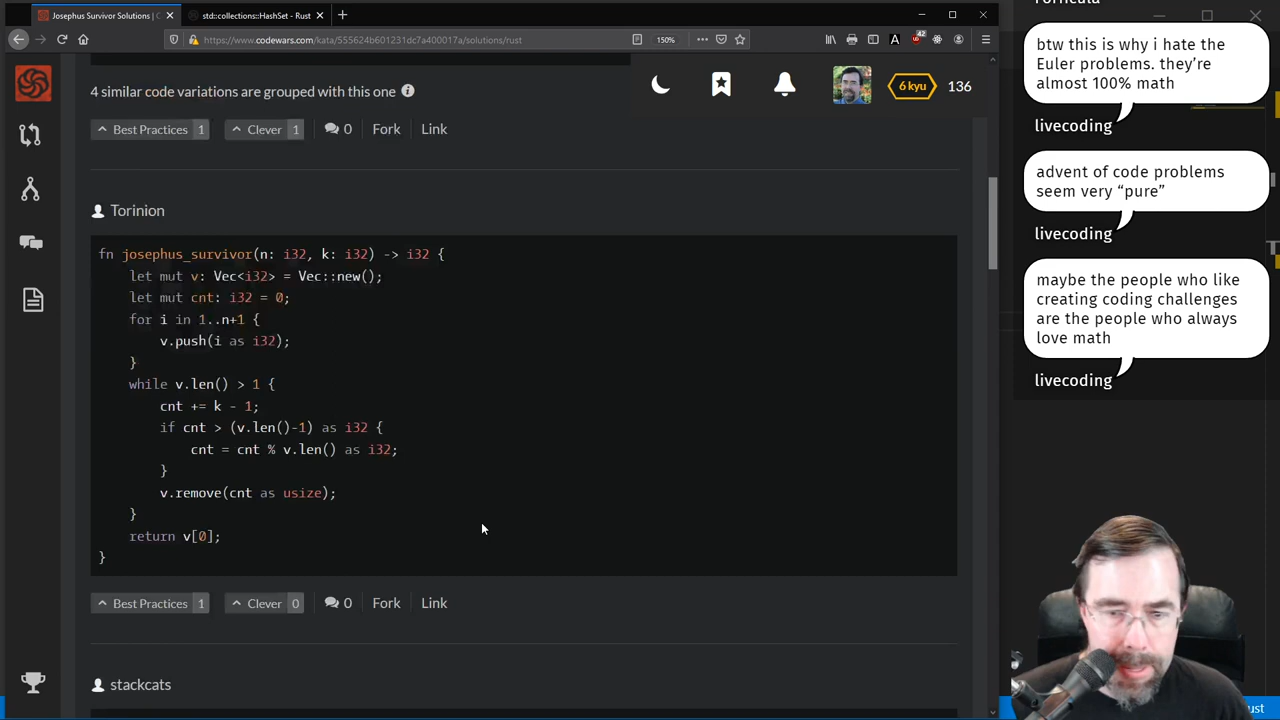 Josephus Survivor Solutions | C
std::collections::HashSet - Rust
https://www.codewars.com/kata/555624b601231dc7a400017a/solutions/rust
150%
42
4 similar code variations are grouped with this one
6 kyu
136
Best Practices 1
Clever 1
0
Fork
Link
Torinion
fn josephus_survivor(n: i32, k: i32) -> i32 {
let mut v: Vec<i32> = Vec::new();
let mut cnt: i32 = 0;
for i in 1..n+1 {
v.push(i as i32);
}
while v.len() > 1 {
cnt += k - 1;
if cnt > (v.len()-1) as i32 {
cnt = cnt % v.len() as i32;
}
v.remove(cnt as usize);
}
return v[0];
}
Best Practices 1
Clever 0
0
Fork
Link
stackcats
btw this is why i hate the
Euler problems. they’re
almost 100% math
livecoding
advent of code problems
seem very “pure”
livecoding
maybe the people who like
creating coding challenges
are the people who always
love math
livecoding